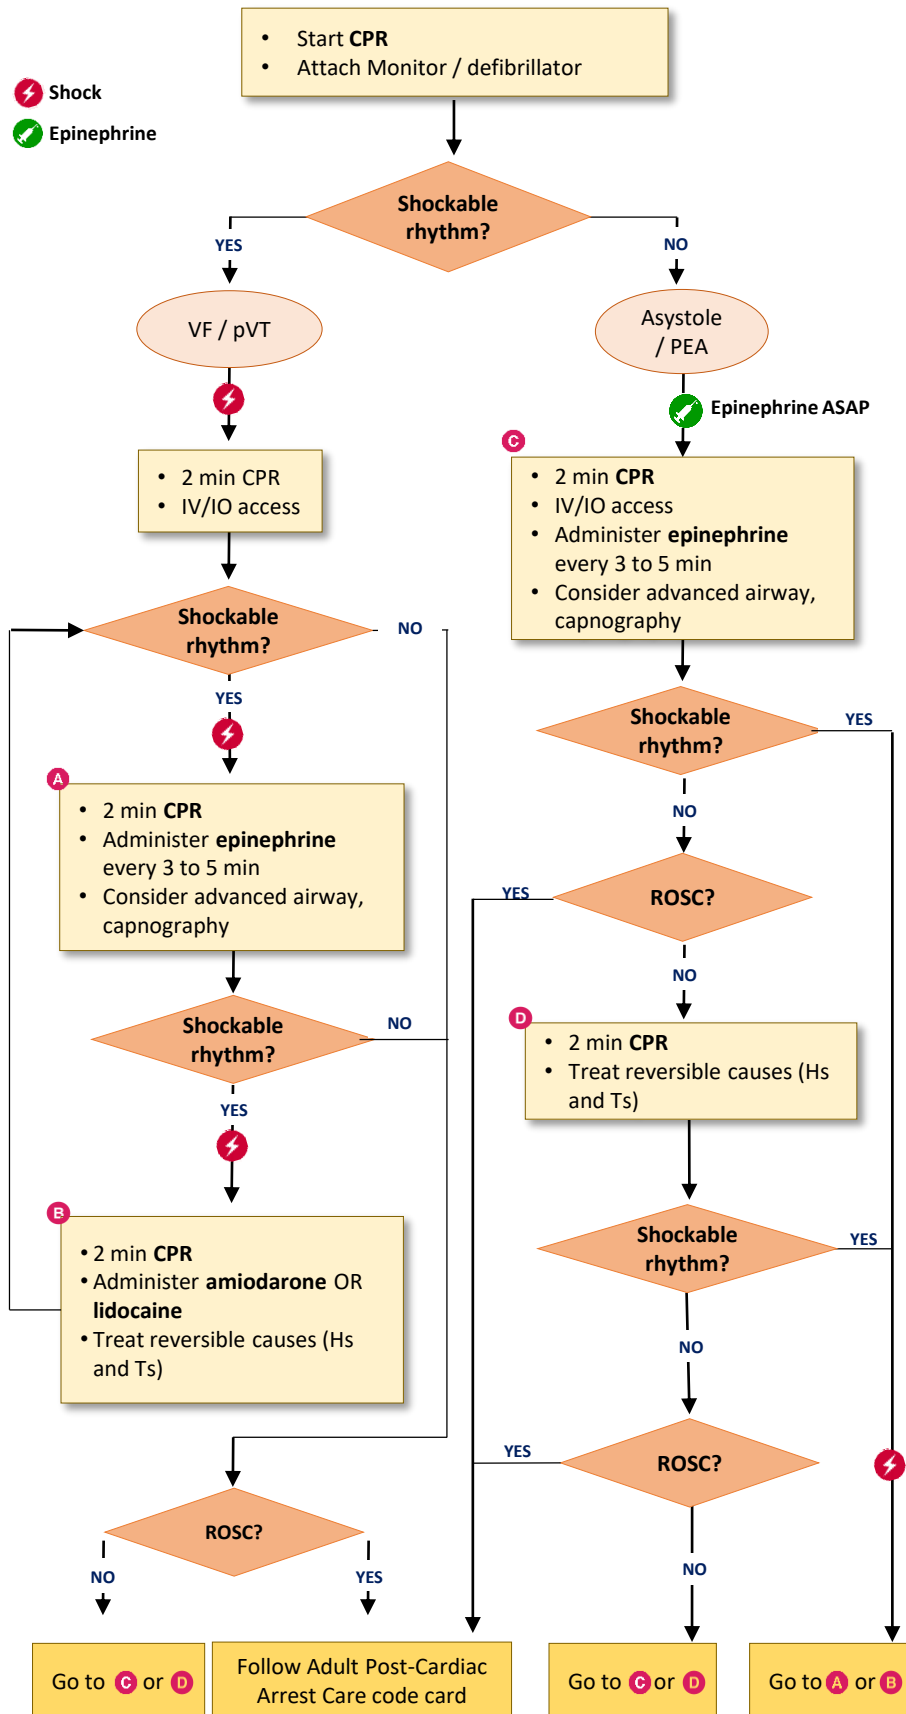 • Start CPR
• Attach Monitor / defibrillator
Shock
Epinephrine
Shockable
rhythm?
YES
NO
VF / pVT
Asystole
/ PEA
Epinephrine ASAP
C
• 2 min CPR
• IV/IO access
• 2 min CPR
• IV/IO access
• Administer epinephrine
every 3 to 5 min
• Consider advanced airway,
capnography
Shockable
rhythm?
NO
YES
Shockable
rhythm?
YES
NO
A
• 2 min CPR
• Administer epinephrine
every 3 to 5 min
• Consider advanced airway,
capnography
ROSC?
YES
NO
Shockable
rhythm?
NO
YES
D
• 2 min CPR
• Treat reversible causes (Hs
and Ts)
B
• 2 min CPR
• Administer amiodarone OR
lidocaine
• Treat reversible causes (Hs
and Ts)
Shockable
rhythm?
YES
NO
ROSC?
YES
NO
ROSC?
NO
YES
Go to C or D
Follow Adult Post-Cardiac
Arrest Care code card
Go to C or D
Go to A or B